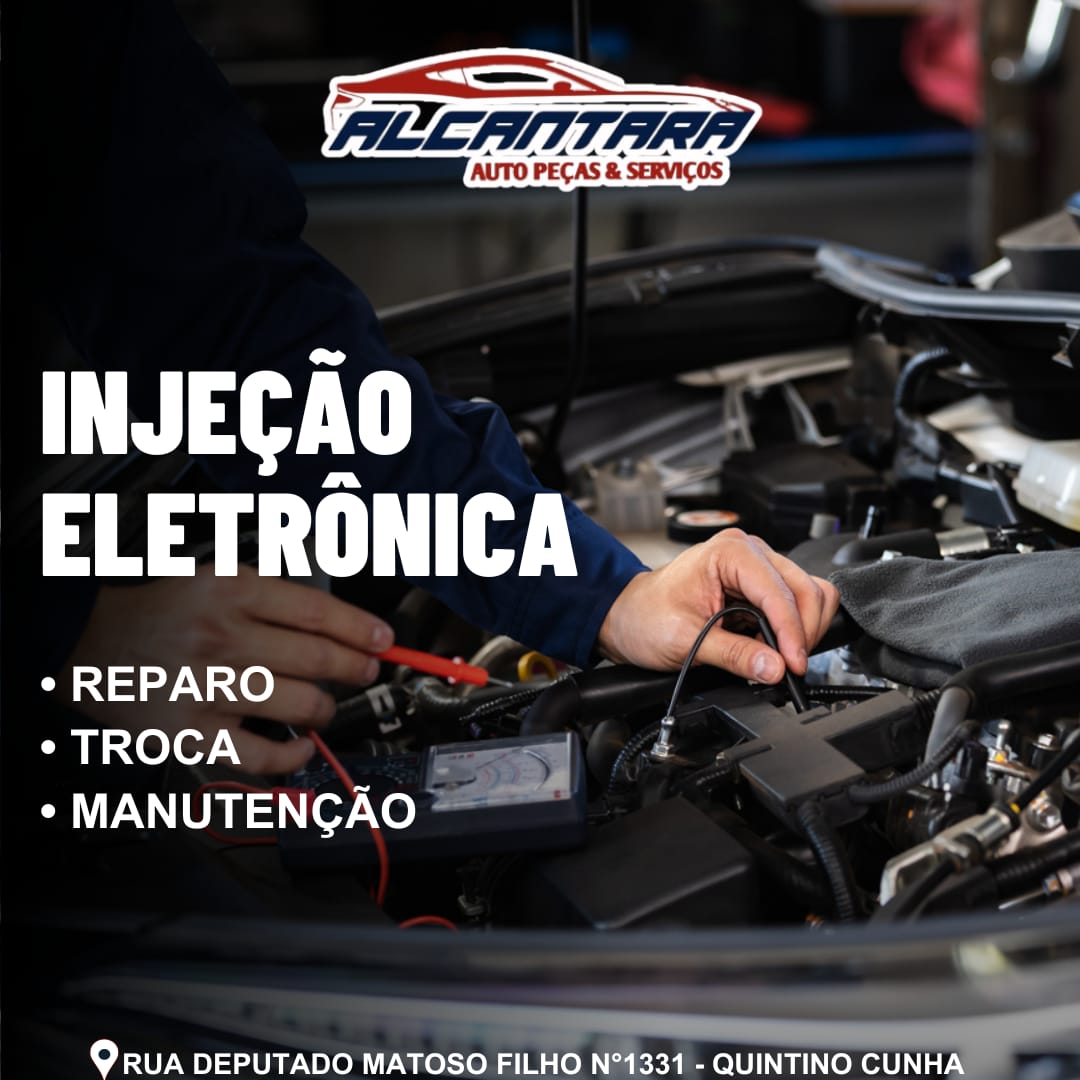 ALCANTARA
AUTO PEÇAS & SERVIÇOS
INJEÇÃO
ELETRÔNICA
• REPARO
• TROCA
• MANUTENÇÃO
RUA DEPUTADO MATOSO FILHO N°1331 - QUINTINO CUNHA